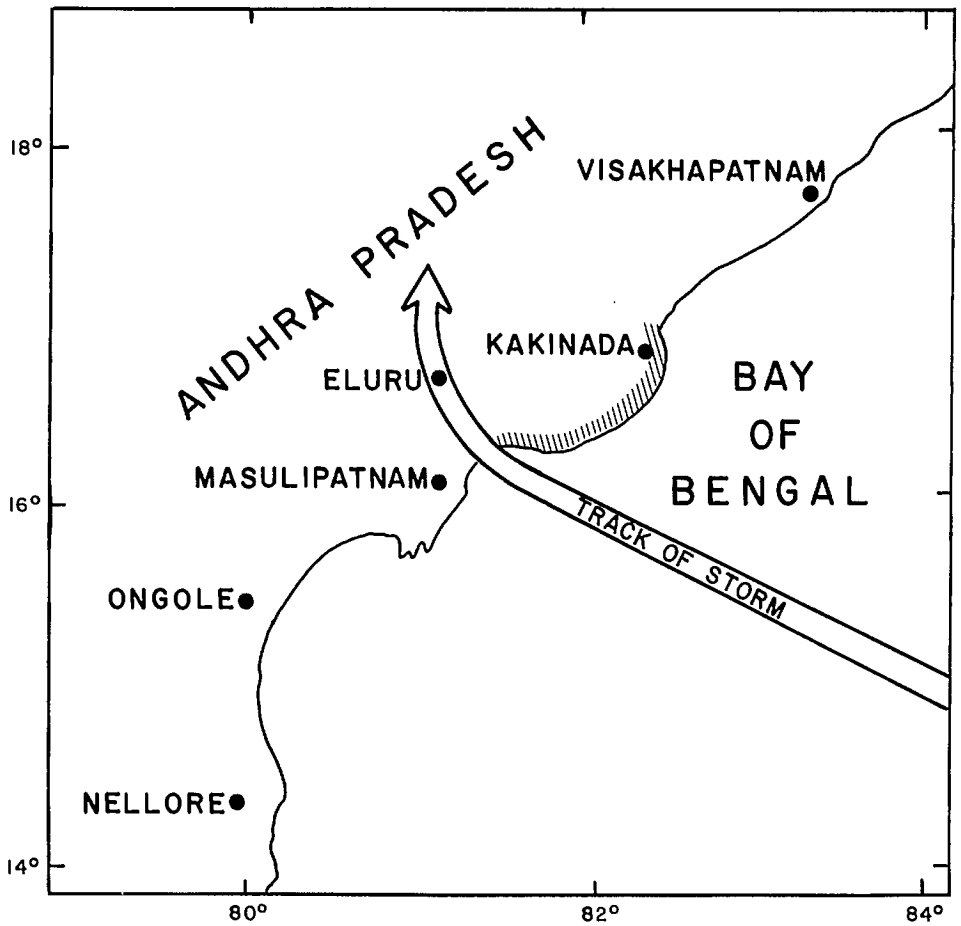 18°
VISAKHAPATNAM
ANDHRA PRADESH
KAKINADA
ELURU
BAY
OF
BENGAL
MASULIPATNAM
16°
TRACK OF STORM
ONGOLE
NELLORE
14°
80°
82°
84°